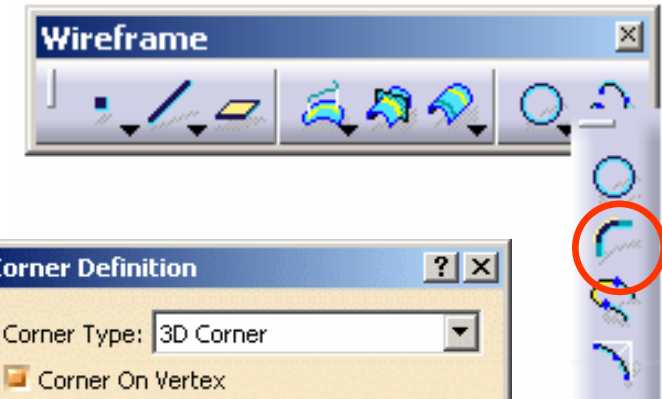 Wireframe
Corner Definition
Corner Type: 3D Corner
Corner On Vertex